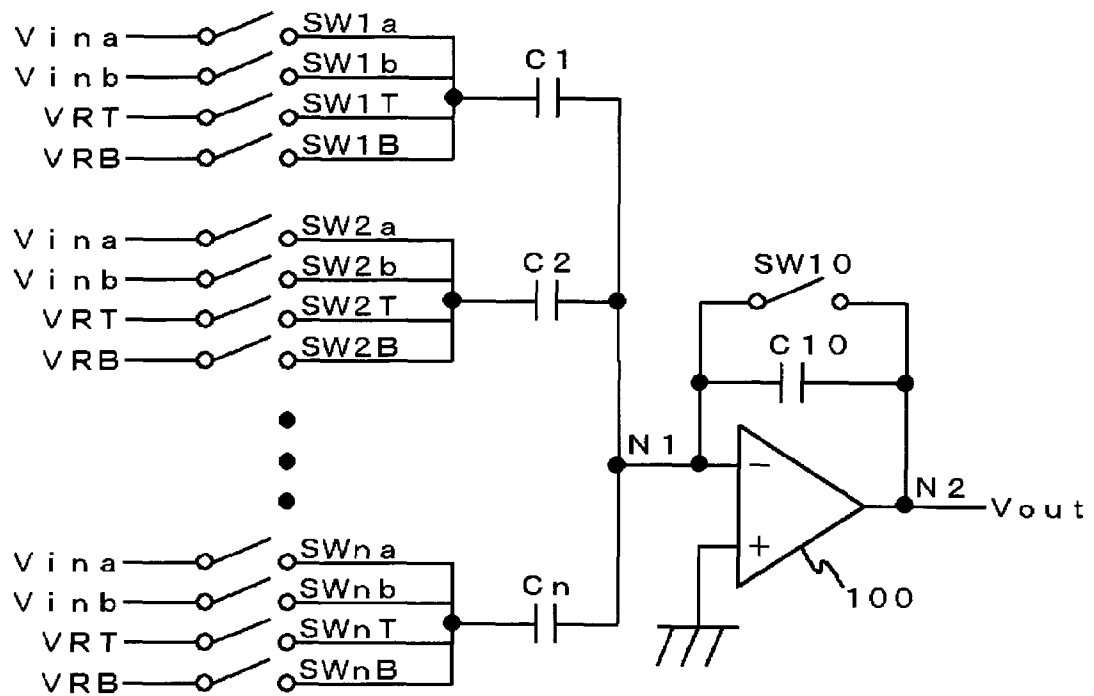 Vina SW1a
Vinb SW1b
VRT SW1T
VRB SW1B
C1
Vina SW2a
Vinb SW2b
VRT SW2T
VRB SW2B
C2
SW10
C10
N1
−
+
N2
Vout
100
Vina SWna
Vinb SWnb
VRT SWnT
VRB SWnB
Cn